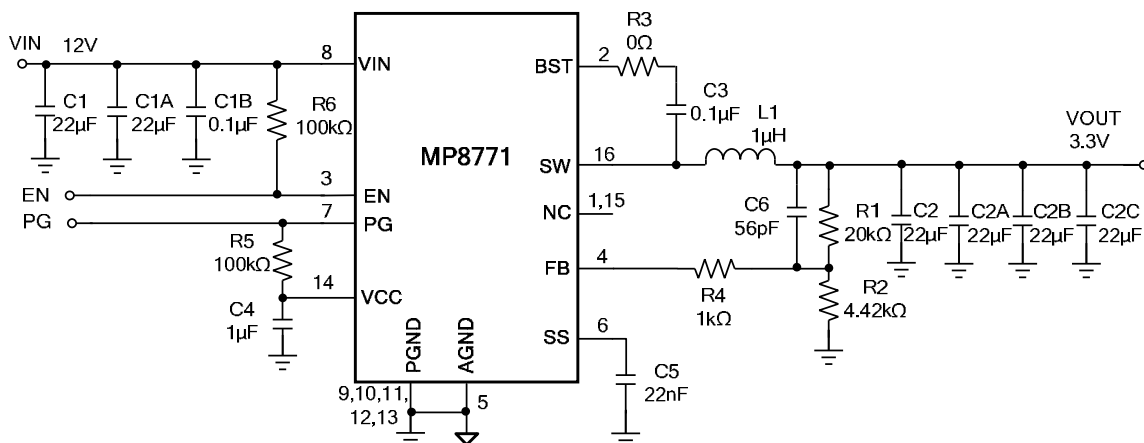 VIN
12V
8
VIN
C1
22µF
C1A
22µF
C1B
0.1µF
R6
100kΩ
EN
3
EN
PG
7
PG
R5
100kΩ
14
VCC
C4
1µF
MP8771
PGND
AGND
9,10,11,
12,13
5
BST
2
R3
0Ω
C3
0.1µF
L1
1µH
SW
16
NC
1,15
FB
4
R4
1kΩ
C6
56pF
R1
20kΩ
R2
4.42kΩ
SS
6
C5
22nF
C2
22µF
C2A
22µF
C2B
22µF
C2C
22µF
VOUT
3.3V